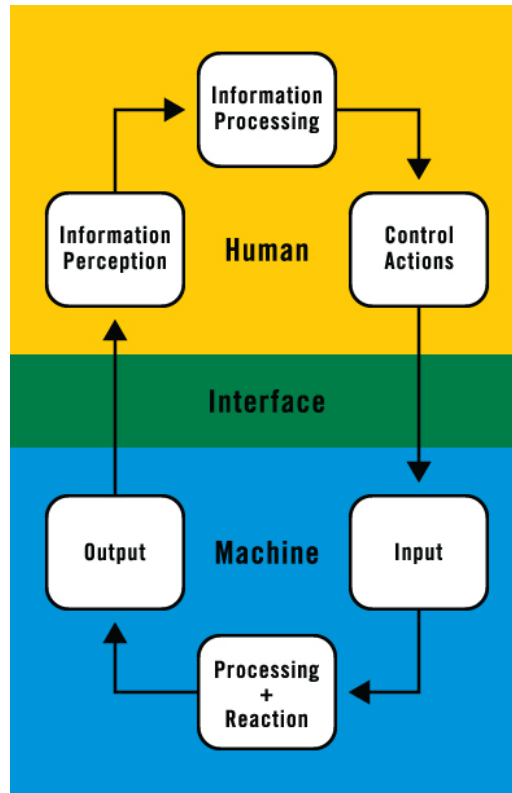 Information
Processing
Information
Perception
Human
Control
Actions
Interface
Output
Machine
Input
Processing
+
Reaction